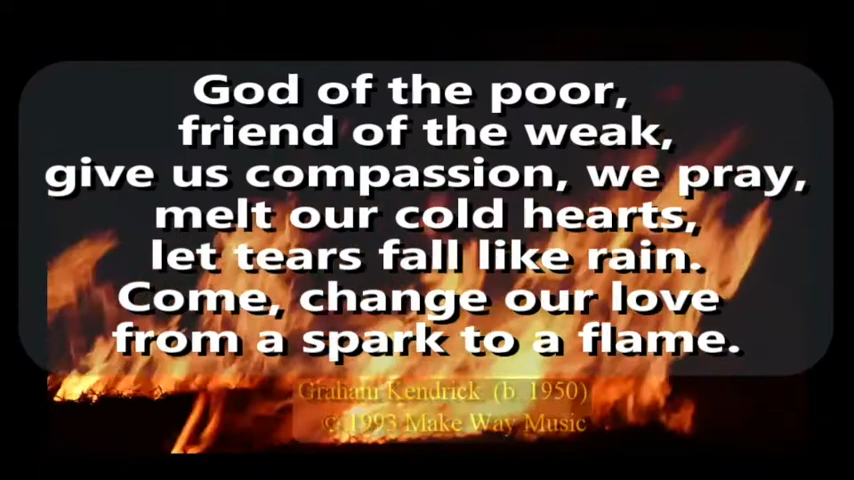 God of the poor,
friend of the weak,
give us compassion, we pray,
melt our cold hearts,
let tears fall like rain.
Come, change our love
from a spark to a flame.
Graham Kendrick (b. 1950)
© 1993 Make Way Music